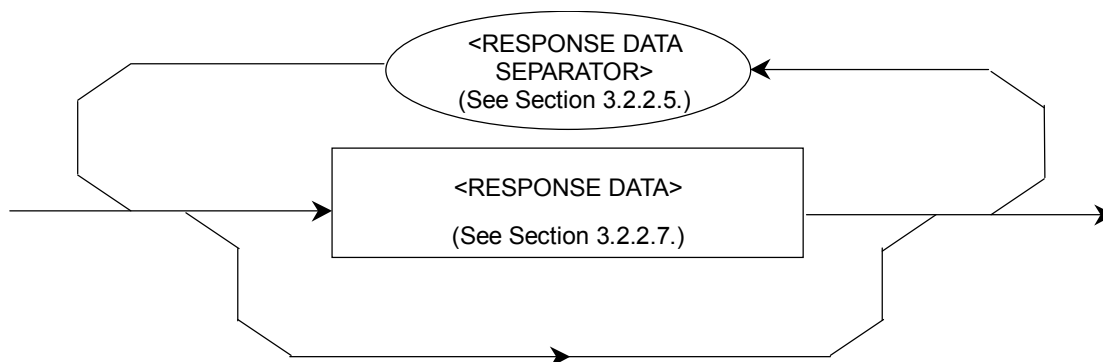 <RESPONSE DATA
SEPARATOR>
(See Section 3.2.2.5.)
<RESPONSE DATA>
(See Section 3.2.2.7.)